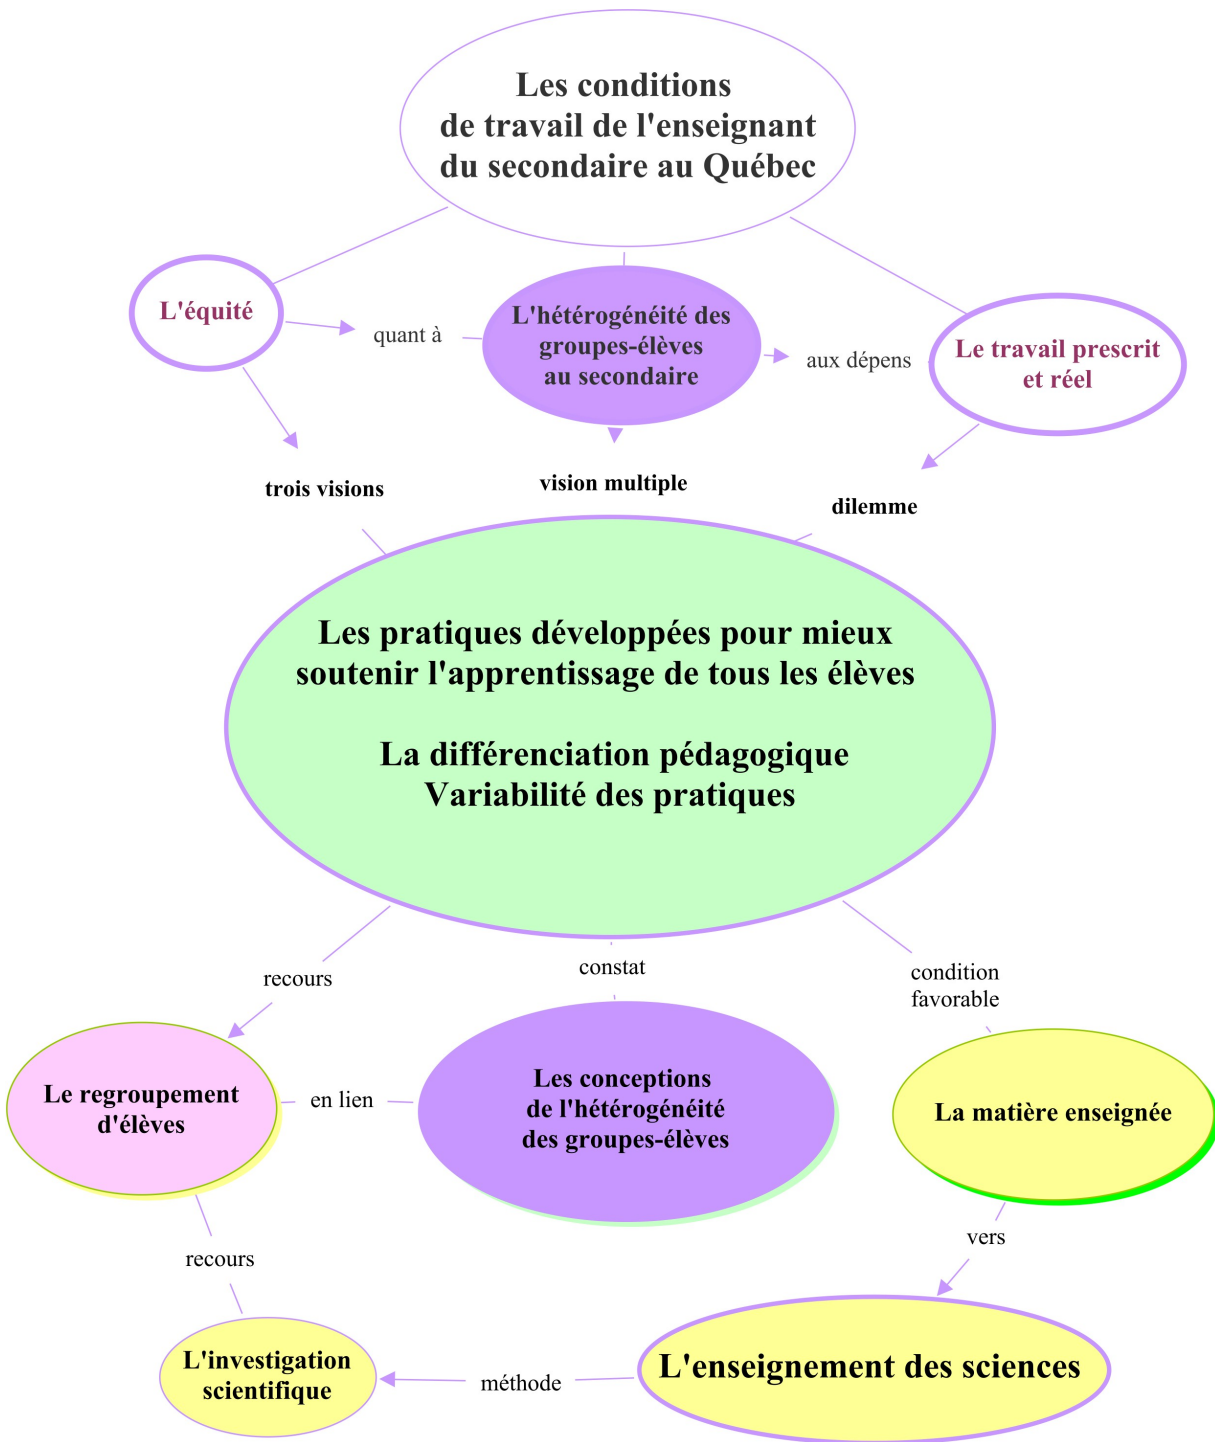 Les conditions
de travail de l'enseignant
du secondaire au Québec
L'équité
quant à
L'hétérogénéité des
groupes-élèves
au secondaire
aux dépens
Le travail prescrit
et réel
trois visions
vision multiple
dilemme
Les pratiques développées pour mieux
soutenir l'apprentissage de tous les élèves
La différenciation pédagogique
Variabilité des pratiques
recours
constat
condition
favorable
Le regroupement
d'élèves
en lien
Les conceptions
de l'hétérogénéité
des groupes-élèves
La matière enseignée
recours
vers
L'investigation
scientifique
méthode
L'enseignement des sciences